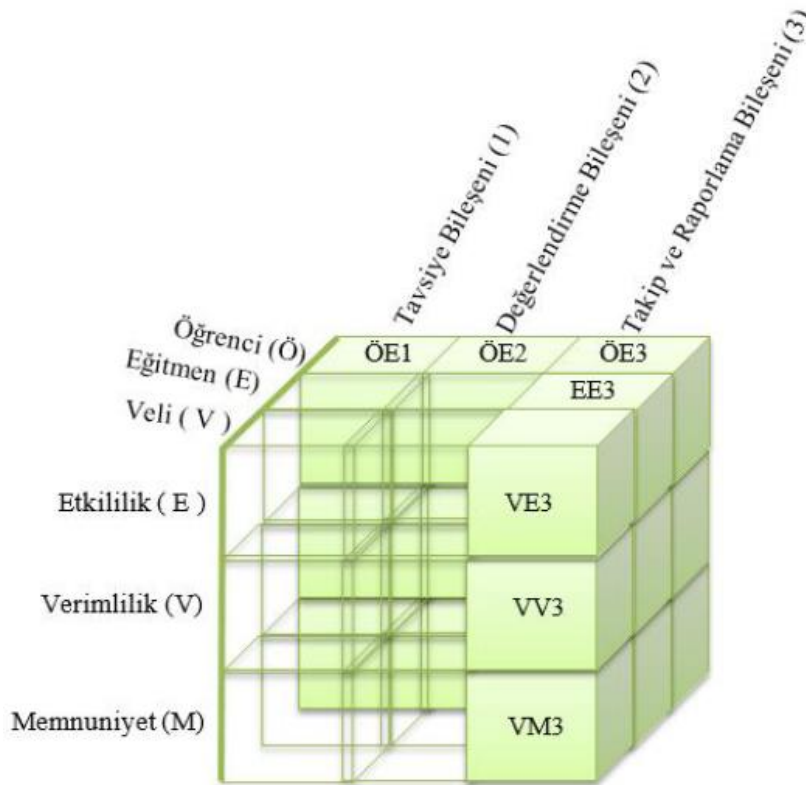 Tavsiye Bileşeni (1)
Değerlendirme Bileşeni (2)
Takip ve Raporlama Bileşeni (3)
Öğrenci (Ö)
Eğitmen (E)
Veli ( V )
ÖE1
ÖE2
ÖE3
EE3
Etkililik ( E )
VE3
Verimlilik (V)
VV3
Memnuniyet (M)
VM3